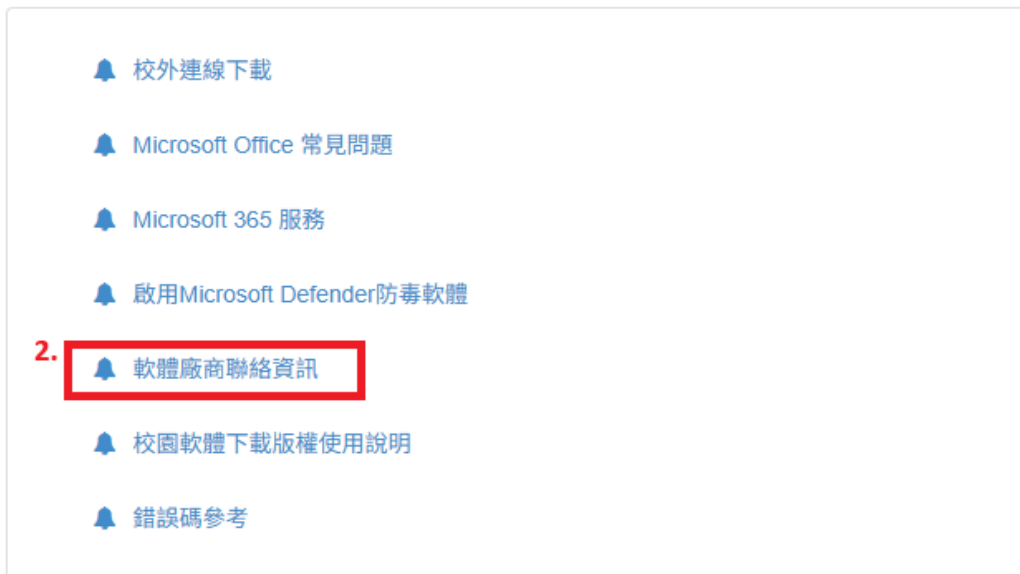 校外連線下載
Microsoft Office 常見問題
Microsoft 365 服務
啟用Microsoft Defender防毒軟體
2. 軟體廠商聯絡資訊
校園軟體下載版權使用說明
錯誤碼參考